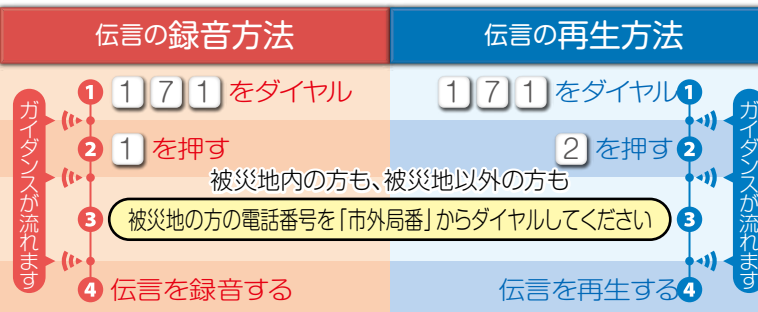 伝言の録音方法
伝言の再生方法
ガイダンスが流れます
1 171をダイヤル
2 1を押す
171をダイヤル 1
2を押す 2
被災地内の方も、被災地以外の方も
3 被災地の方の電話番号を「市外局番」からダイヤルしてください 3
4 伝言を録音する
伝言を再生する 4
ガイダンスが流れます